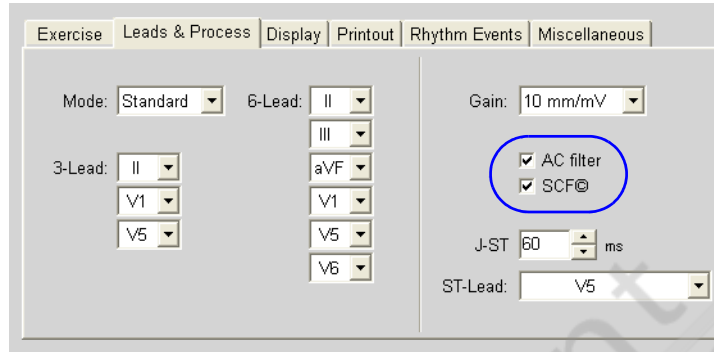 Exercise Leads & Process Display Printout Rhythm Events Miscellaneous
Mode: Standard 6-Lead: II Gain: 10 mm/mV
III
3-Lead: II aVF AC filter
V1 V1 SCF©
V5 V5 J-ST 60 ms
V6 ST-Lead: V5